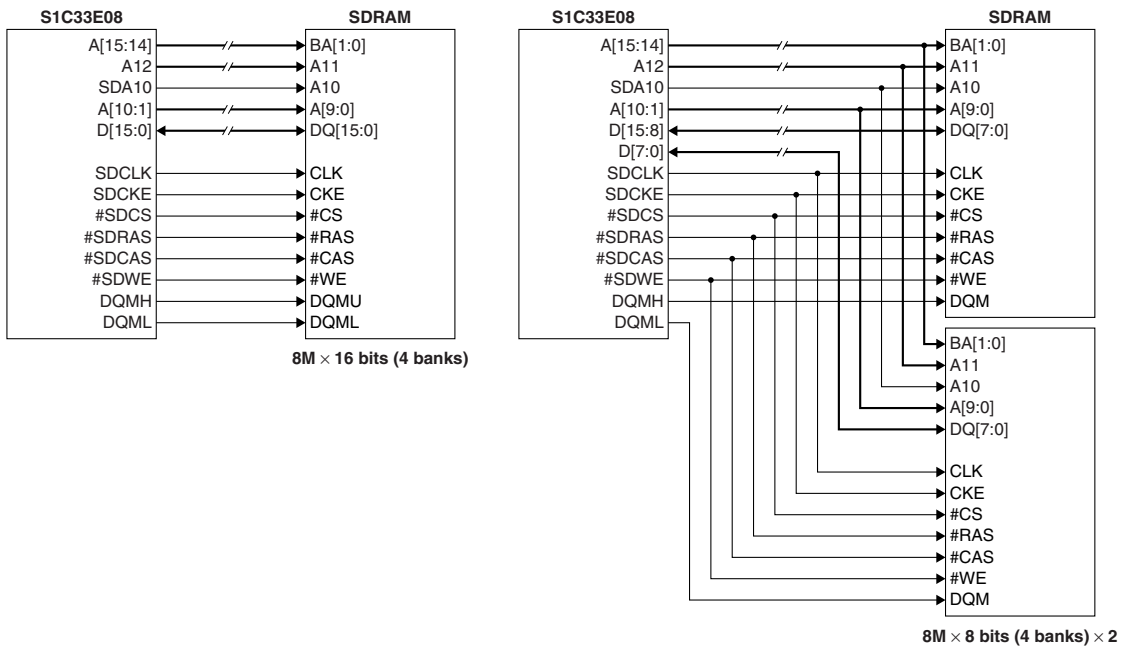 S1C33E08 SDRAM
A[15:14] BA[1:0]
A12 A11
SDA10 A10
A[10:1] A[9:0]
D[15:0] DQ[15:0]
SDCLK CLK
SDCKE CKE
#SDCS #CS
#SDRAS #RAS
#SDCAS #CAS
#SDWE #WE
DQMH DQMU
DQML DQML
8M × 16 bits (4 banks)
S1C33E08 SDRAM
A[15:14] BA[1:0]
A12 A11
SDA10 A10
A[10:1] A[9:0]
D[15:8] DQ[7:0]
D[7:0]
SDCLK CLK
SDCKE CKE
#SDCS #CS
#SDRAS #RAS
#SDCAS #CAS
#SDWE #WE
DQMH DQM
DQML
BA[1:0]
A11
A10
A[9:0]
DQ[7:0]
CLK
CKE
#CS
#RAS
#CAS
#WE
DQM
8M × 8 bits (4 banks) × 2